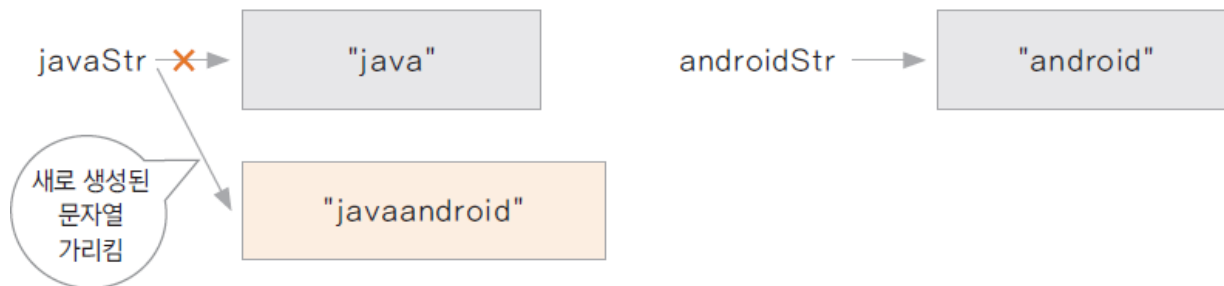 javaStr
"java"
androidStr
"android"
새로 생성된
문자열
가리킴
"javaandroid"